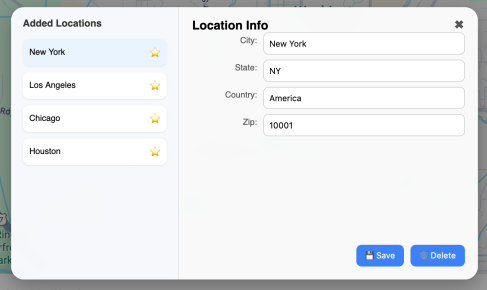 Added Locations
New York
Los Angeles
Chicago
Houston
Location Info
City: New York
State: NY
Country: America
Zip: 10001
Save
Delete